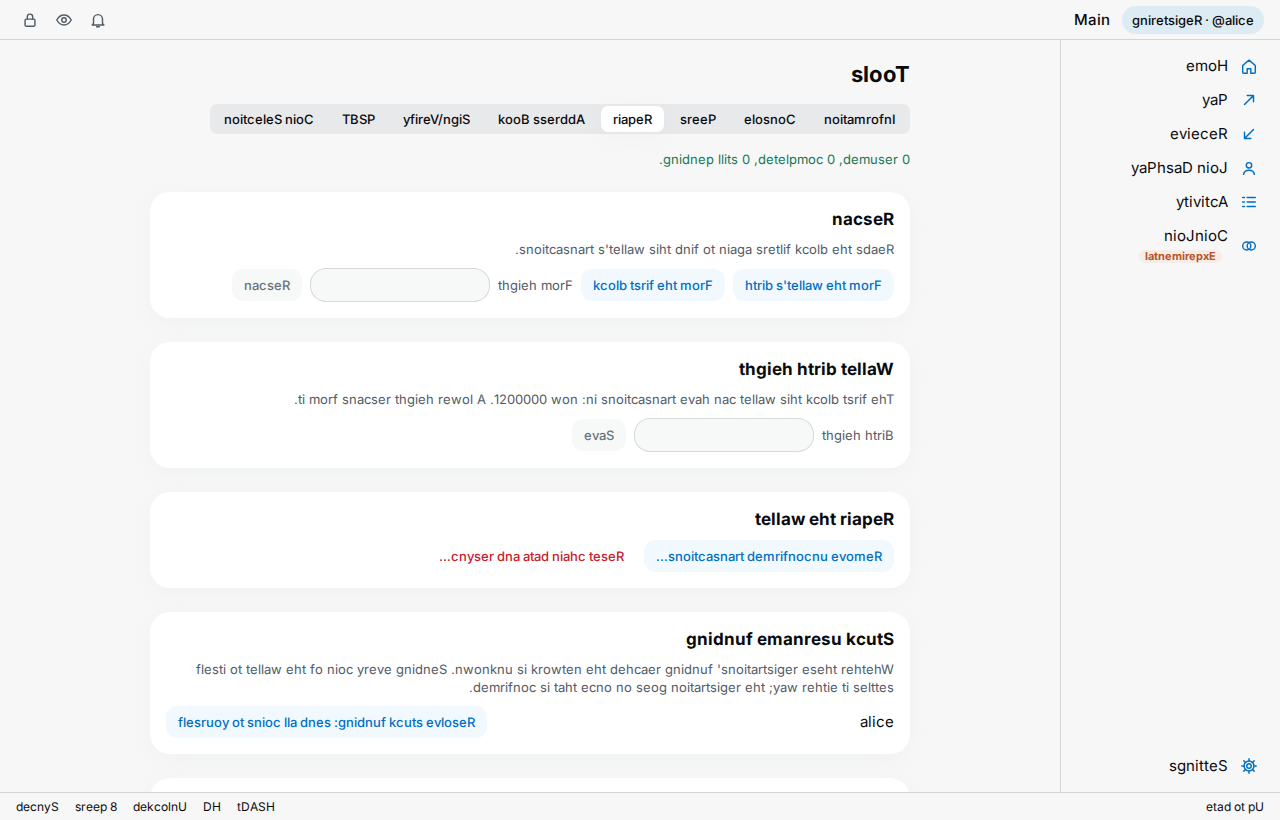 Main
gniretsigeR · @alice
emoH
yaP
evieceR
yaPhsaD nioJ
ytivitcA
nioJnioC
latnemirepxE
sgnitteS
slooT
noitceleS nioC TBSP yfireV/ngiS kooB sserddA riapeR sreeP elosnoC noitamrofnI
.gnidnep llits 0 ,detelpmoc 0 ,demuser 0
nacseR
.snoitcasnart s'tellaw siht dnif ot niaga sretlif kcolb eht sdaeR
nacseR thgieh morF kcolb tsrif eht morF htrib s'tellaw eht morF
thgieh htrib tellaW
.ti morf snacser thgieh rewol A .1200000 won :ni snoitcasnart evah nac tellaw siht kcolb tsrif ehT
evaS thgieh htriB
tellaw eht riapeR
…cnyser dna atad niahc teseR …snoitcasnart demrifnocnu evomeR
gnidnuf emanresu kcutS
flesti ot tellaw eht fo nioc yreve gnidneS .nwonknu si krowten eht dehcaer gnidnuf 'snoitartsiger eseht rehtehW
.demrifnoc si taht ecno no seog noitartsiger eht ;yaw rehtie ti selttes
flesruoy ot snioc lla sdnes :gnidnuf kcuts evloseR alice
decnyS sreep 8 dekcolnU DH tDASH
etad ot pU